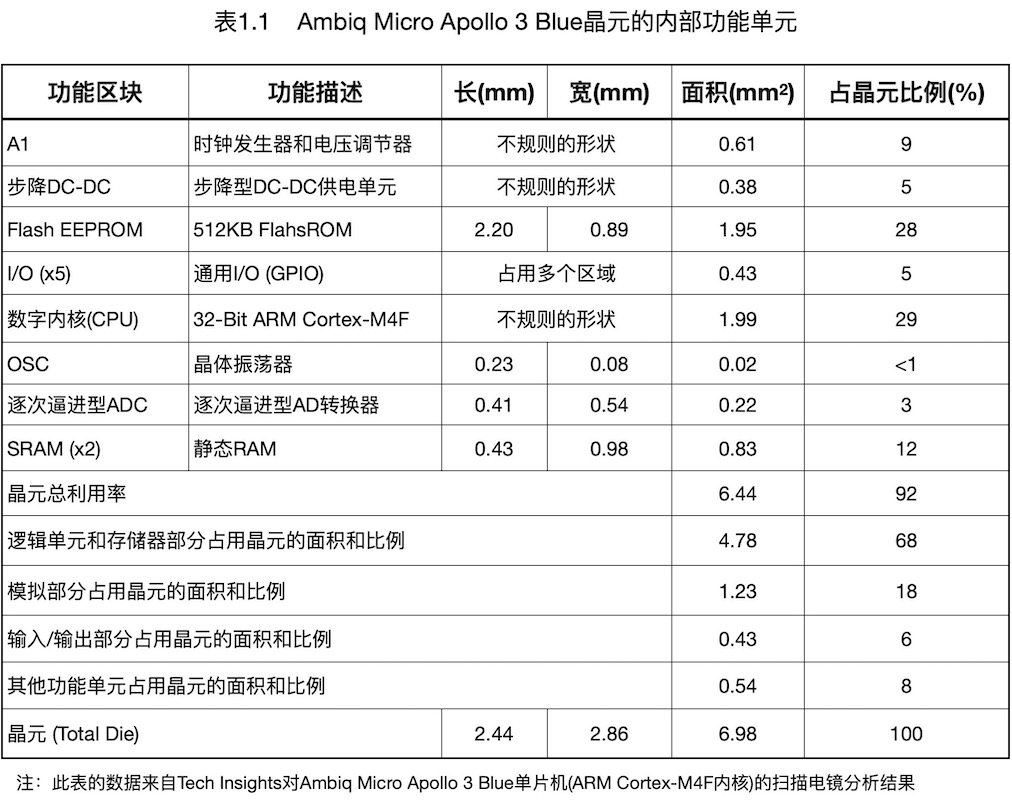 表1.1 Ambiq Micro Apollo 3 Blue晶元的内部功能单元
功能区块 功能描述 长(mm) 宽(mm) 面积(mm²) 占晶元比例(%)
A1 时钟发生器和电压调节器 不规则的形状 0.61 9
步降DC-DC 步降型DC-DC供电单元 不规则的形状 0.38 5
Flash EEPROM 512KB FlahsROM 2.20 0.89 1.95 28
I/O (x5) 通用I/O (GPIO) 占用多个区域 0.43 5
数字内核(CPU) 32-Bit ARM Cortex-M4F 不规则的形状 1.99 29
OSC 晶体振荡器 0.23 0.08 0.02 <1
逐次逼进型ADC 逐次逼进型AD转换器 0.41 0.54 0.22 3
SRAM (x2) 静态RAM 0.43 0.98 0.83 12
晶元总利用率 6.44 92
逻辑单元和存储器部分占用晶元的面积和比例 4.78 68
模拟部分占用晶元的面积和比例 1.23 18
输入/输出部分占用晶元的面积和比例 0.43 6
其他功能单元占用晶元的面积和比例 0.54 8
晶元 (Total Die) 2.44 2.86 6.98 100
注：此表的数据来自Tech Insights对Ambiq Micro Apollo 3 Blue单片机(ARM Cortex-M4F内核)的扫描电镜分析结果